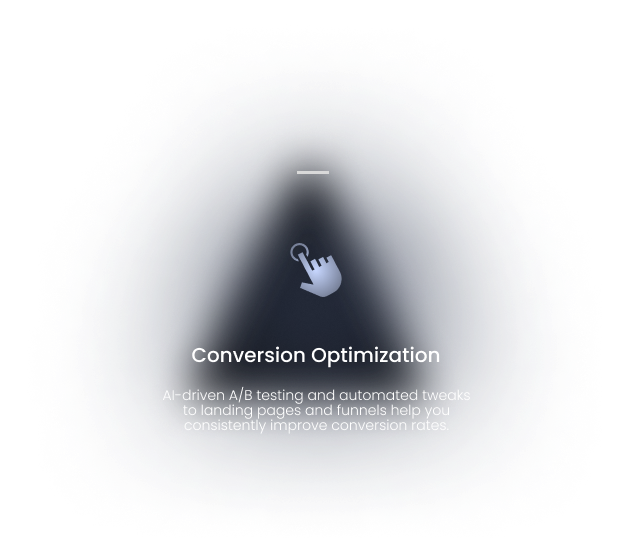 Conversion Optimization
AI-driven A/B testing and automated tweaks
to landing pages and funnels help you
consistently improve conversion rates.